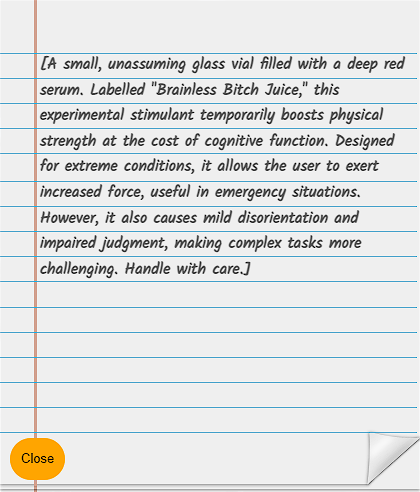 [A small, unassuming glass vial filled with a deep red
serum. Labelled "Brainless Bitch Juice," this
experimental stimulant temporarily boosts physical
strength at the cost of cognitive function. Designed
for extreme conditions, it allows the user to exert
increased force, useful in emergency situations.
However, it also causes mild disorientation and
impaired judgment, making complex tasks more
challenging. Handle with care.]
Close